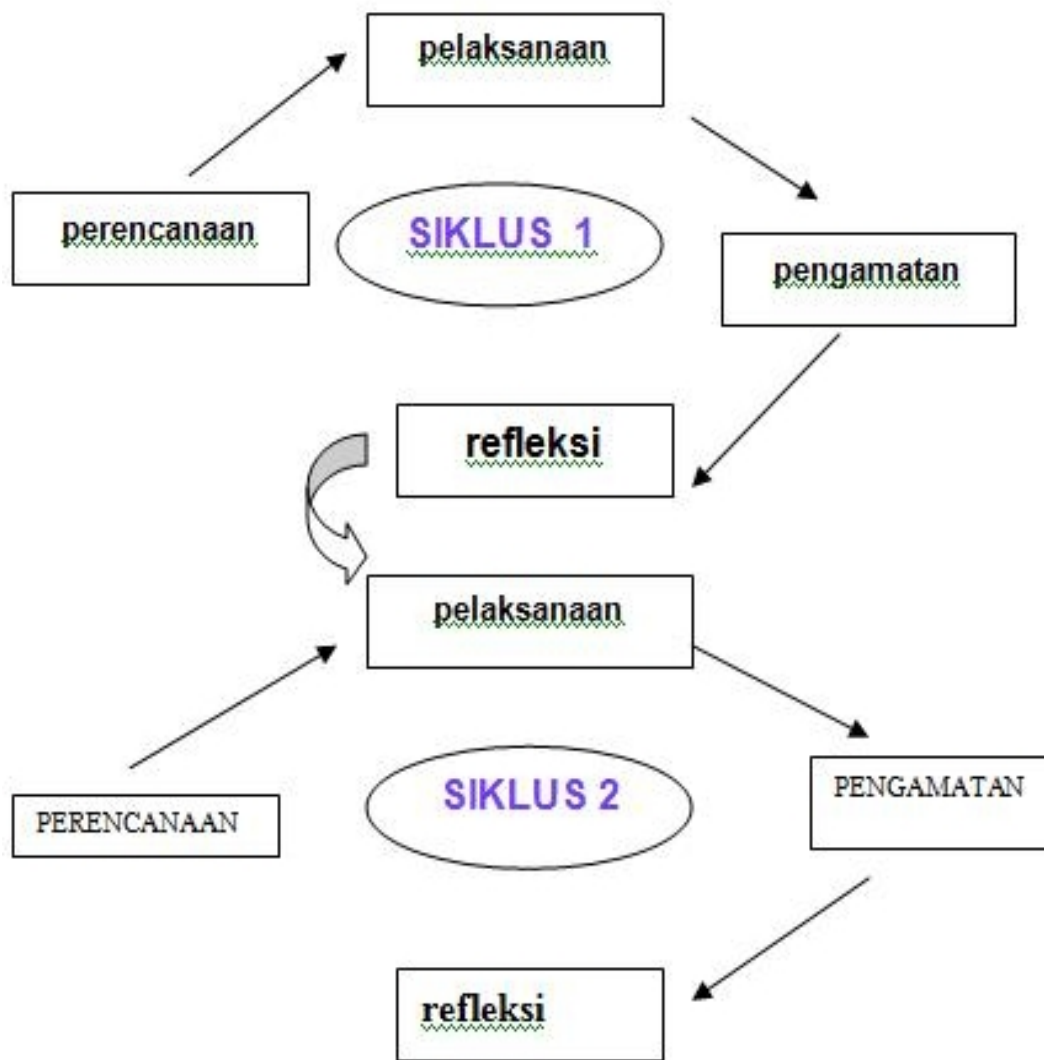 pelaksanaan
perencanaan
SIKLUS 1
pengamatan
refleksi
pelaksanaan
SIKLUS 2
PENGAMATAN
PERENCANAAN
refleksi